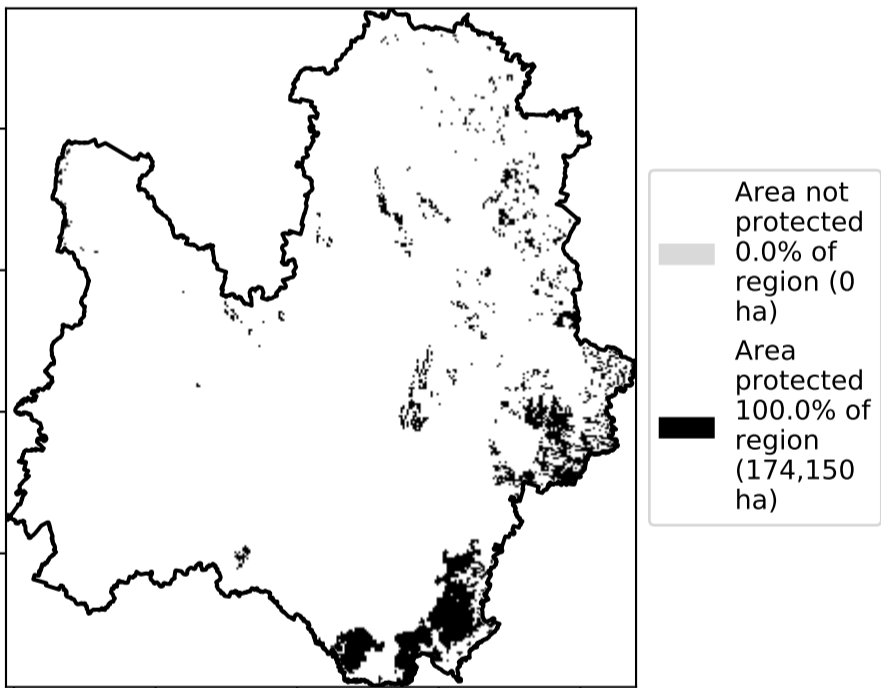 Area not
protected
0.0% of
region (0
ha)
Area
protected
100.0% of
region
(174,150
ha)